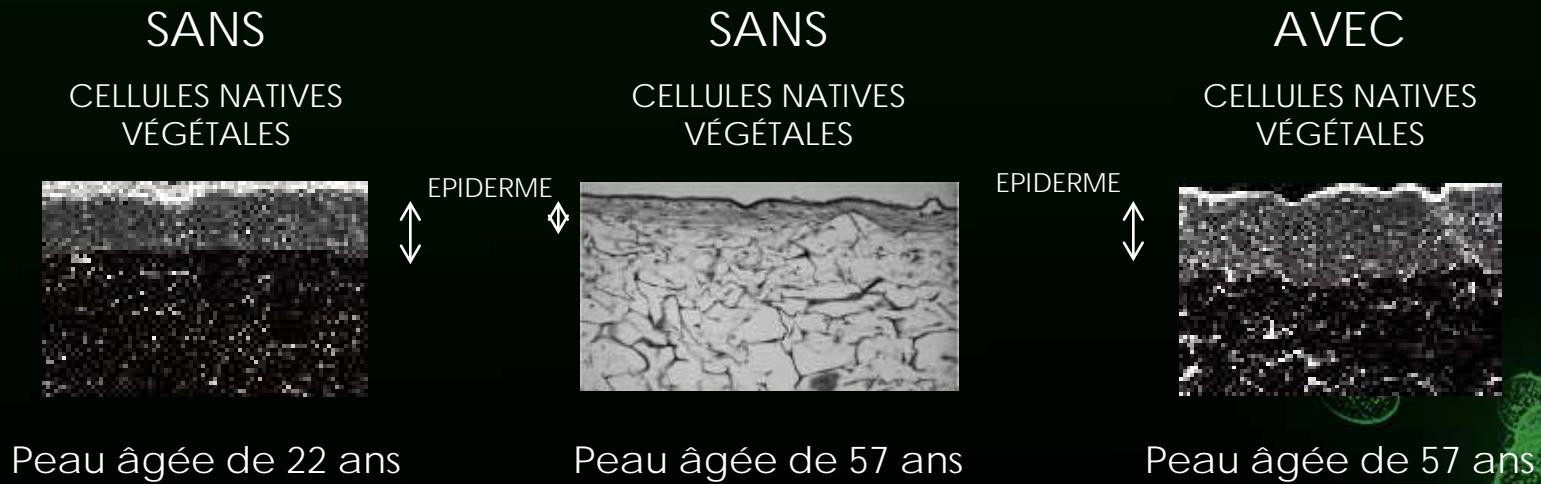 SANS
CELLULES NATIVES
VÉGÉTALES
EPIDERME
Peau âgée de 22 ans
SANS
CELLULES NATIVES
VÉGÉTALES
EPIDERME
Peau âgée de 57 ans
AVEC
CELLULES NATIVES
VÉGÉTALES
Peau âgée de 57 ans